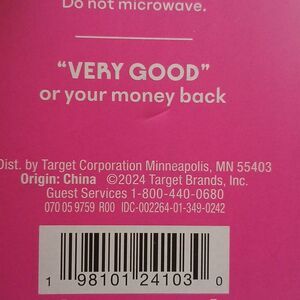 Do not microwave.
“VERY GOOD”
or your money back
Dist. by Target Corporation Minneapolis, MN 55403
Origin: China ©2024 Target Brands, Inc.
Guest Services 1-800-440-0680
070 05 9759 R00 IDC-002264-01-349-0242
1 98101 24103 0